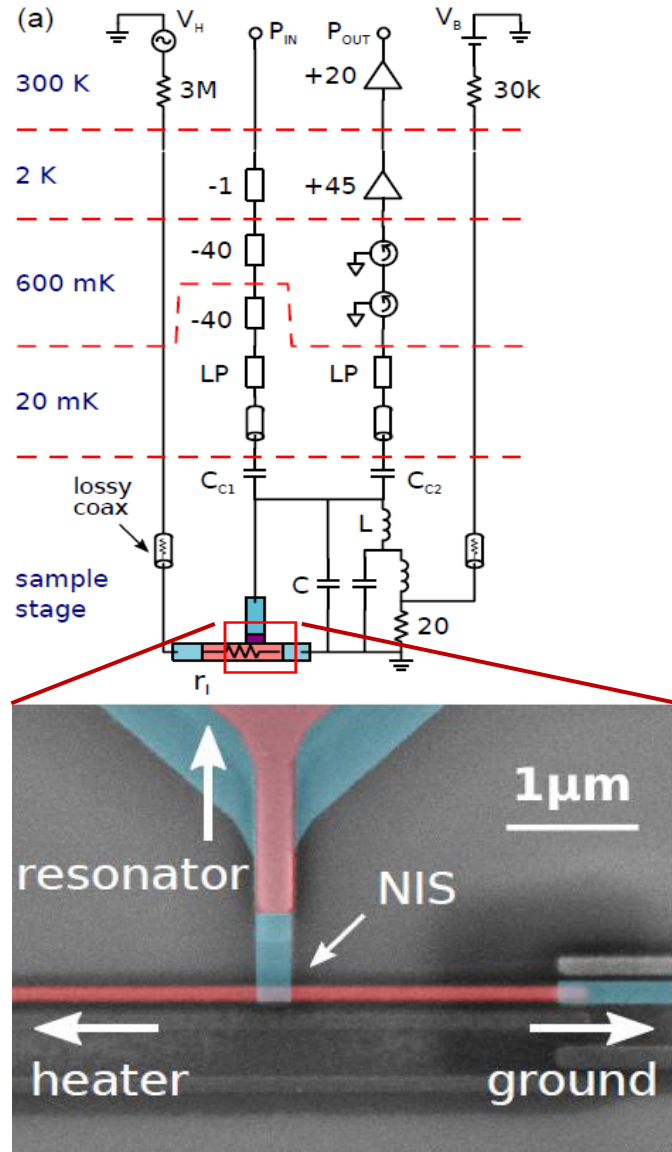 (a)
V_H
P_IN
P_OUT
V_B
300 K
3M
+20
30k
2 K
-1
+45
600 mK
-40
-40
20 mK
LP
LP
C_C1
C_C2
lossy
coax
L
sample
stage
C
20
r_I
1μm
resonator
NIS
heater
ground